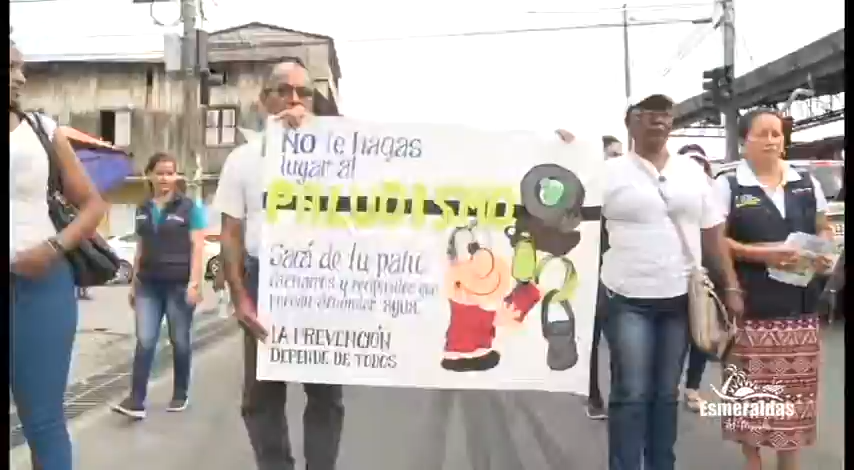 NO le hagas
lugar al
PALUDISMO
Sacá de tu patio
cacharros y recipientes que
puedan acumular agua.
LA PREVENCIÓN
DEPENDE DE TODOS
Esmeraldas